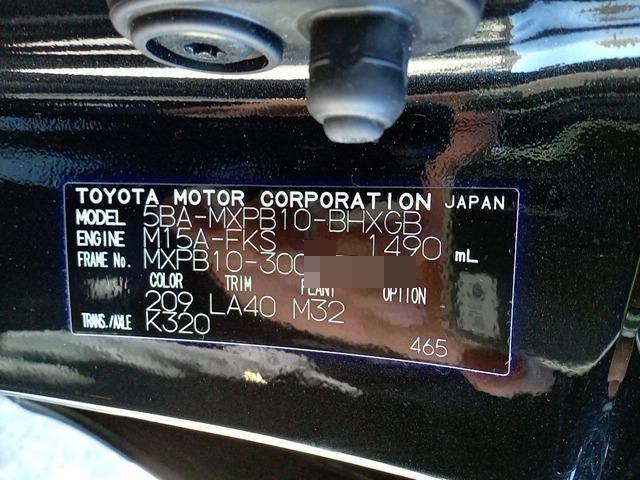 TOYOTA MOTOR CORPORATION JAPAN
MODEL 5BA-MXPB10-BHXGB
ENGINE M15A-FKS 1490 mL
FRAME No. MXPB10-300
COLOR TRIM PLANT OPTION
209 LA40 M32
TRANS./AXLE K320
465